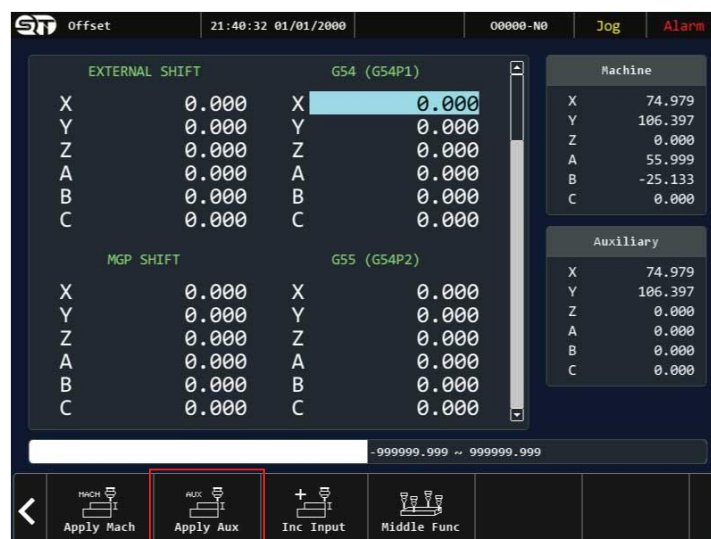 ST Offset 21:40:32 01/01/2000 O0000-N0 Jog Alarm
EXTERNAL SHIFT G54 (G54P1)
X 0.000 X 0.000
Y 0.000 Y 0.000
Z 0.000 Z 0.000
A 0.000 A 0.000
B 0.000 B 0.000
C 0.000 C 0.000
MGP SHIFT G55 (G54P2)
X 0.000 X 0.000
Y 0.000 Y 0.000
Z 0.000 Z 0.000
A 0.000 A 0.000
B 0.000 B 0.000
C 0.000 C 0.000
Machine
X 74.979
Y 106.397
Z 0.000
A 55.999
B -25.133
C 0.000
Auxiliary
X 74.979
Y 106.397
Z 0.000
A 0.000
B 0.000
C 0.000
-999999.999 ~ 999999.999
MACH AUX +
Apply Mach Apply Aux Inc Input Middle Func